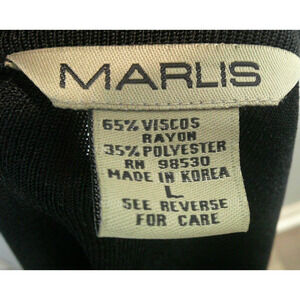 MARLIS
65% VISCOS
RAYON
35% POLYESTER
RN 98530
MADE IN KOREA
L
SEE REVERSE
FOR CARE